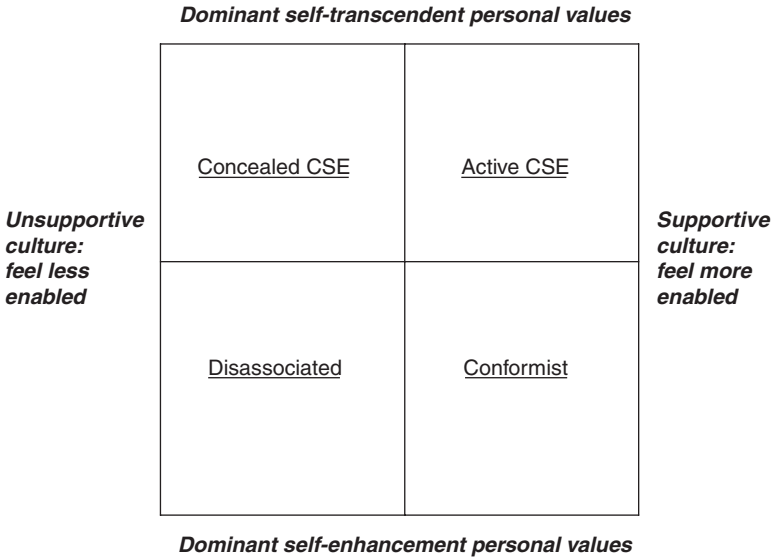 Dominant self-transcendent personal values
Concealed CSE
Active CSE
Unsupportive
culture:
feel less
enabled
Supportive
culture:
feel more
enabled
Disassociated
Conformist
Dominant self-enhancement personal values